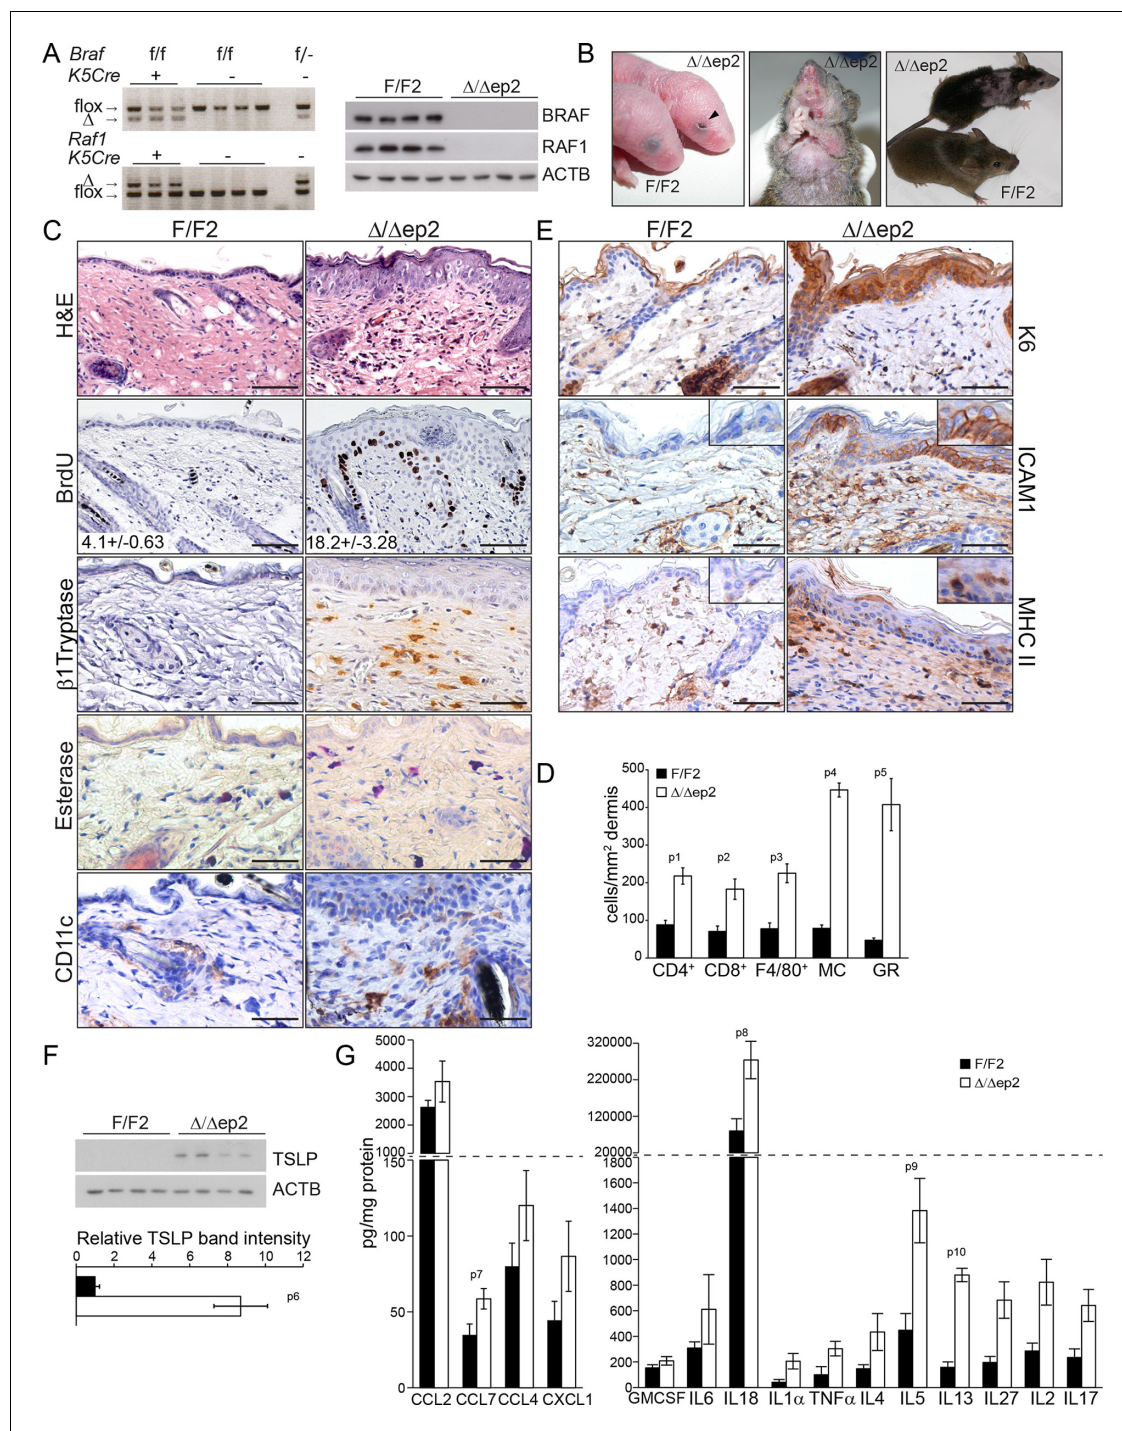 A
Braf f/f f/f f/-
K5Cre + - -
flox →
Δ →
Raf1
K5Cre + - -
Δ →
flox →
F/F2 Δ/Δep2
BRAF
RAF1
ACTB
B
Δ/Δep2
F/F2
Δ/Δep2
Δ/Δep2
F/F2
C
F/F2 Δ/Δep2
H&E
BrdU
4.1+/-0.63 18.2+/-3.28
β1Tryptase
Esterase
CD11c
E
F/F2 Δ/Δep2
K6
ICAM1
MHC II
D
F/F2
Δ/Δep2
cells/mm² dermis
500
400
300
200
100
0
p1 p2 p3 p4 p5
CD4⁺ CD8⁺ F4/80⁺ MC GR
F
F/F2 Δ/Δep2
TSLP
ACTB
Relative TSLP band intensity
0 2 4 6 8 10 12
p6
G
pg/mg protein
5000
4000
3000
2000
1000
150
100
50
0
p7
CCL2 CCL7 CCL4 CXCL1
F/F2
Δ/Δep2
320000
220000
120000
20000
1800
1600
1400
1200
1000
800
600
400
200
0
p8 p9 p10
GMCSF IL6 IL18 IL1α TNFα IL4 IL5 IL13 IL27 IL2 IL17